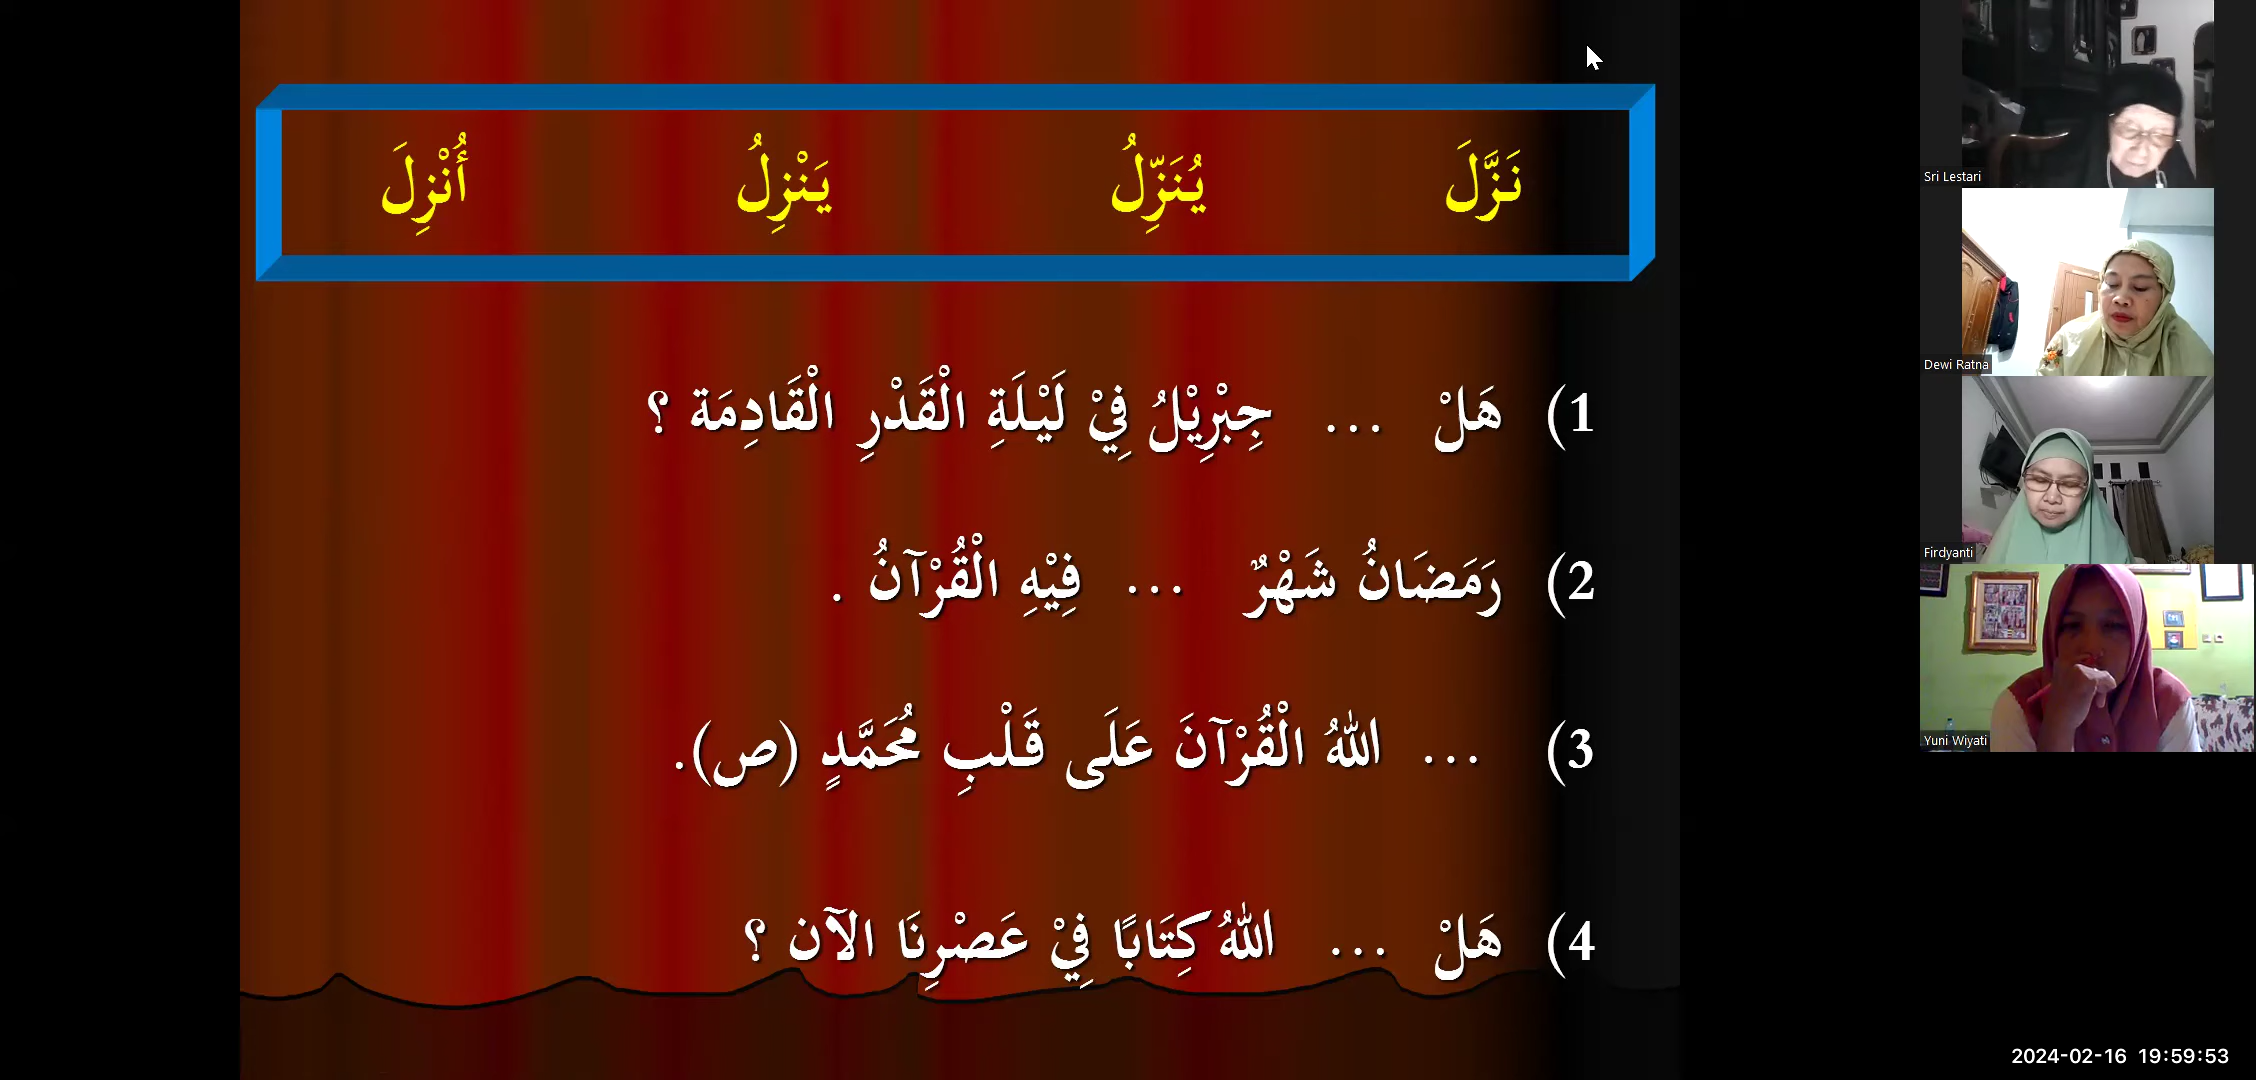 نَزَّلَ يُنَزِّلُ يَنْزِلُ أُنْزِلَ
1) هَلْ ... جِبْرِيْلُ فِيْ لَيْلَةِ الْقَدْرِ الْقَادِمَة ؟
2) رَمَضَانُ شَهْرٌ ... فِيْهِ الْقُرْآنُ .
3) ... اللهُ الْقُرْآنَ عَلَى قَلْبِ مُحَمَّدٍ (ص).
4) هَلْ ... اللهُ كِتَابًا فِيْ عَصْرِنَا الآن ؟
Sri Lestari
Dewi Ratna
Firdyanti
Yuni Wiyati
2024-02-16 19:59:53